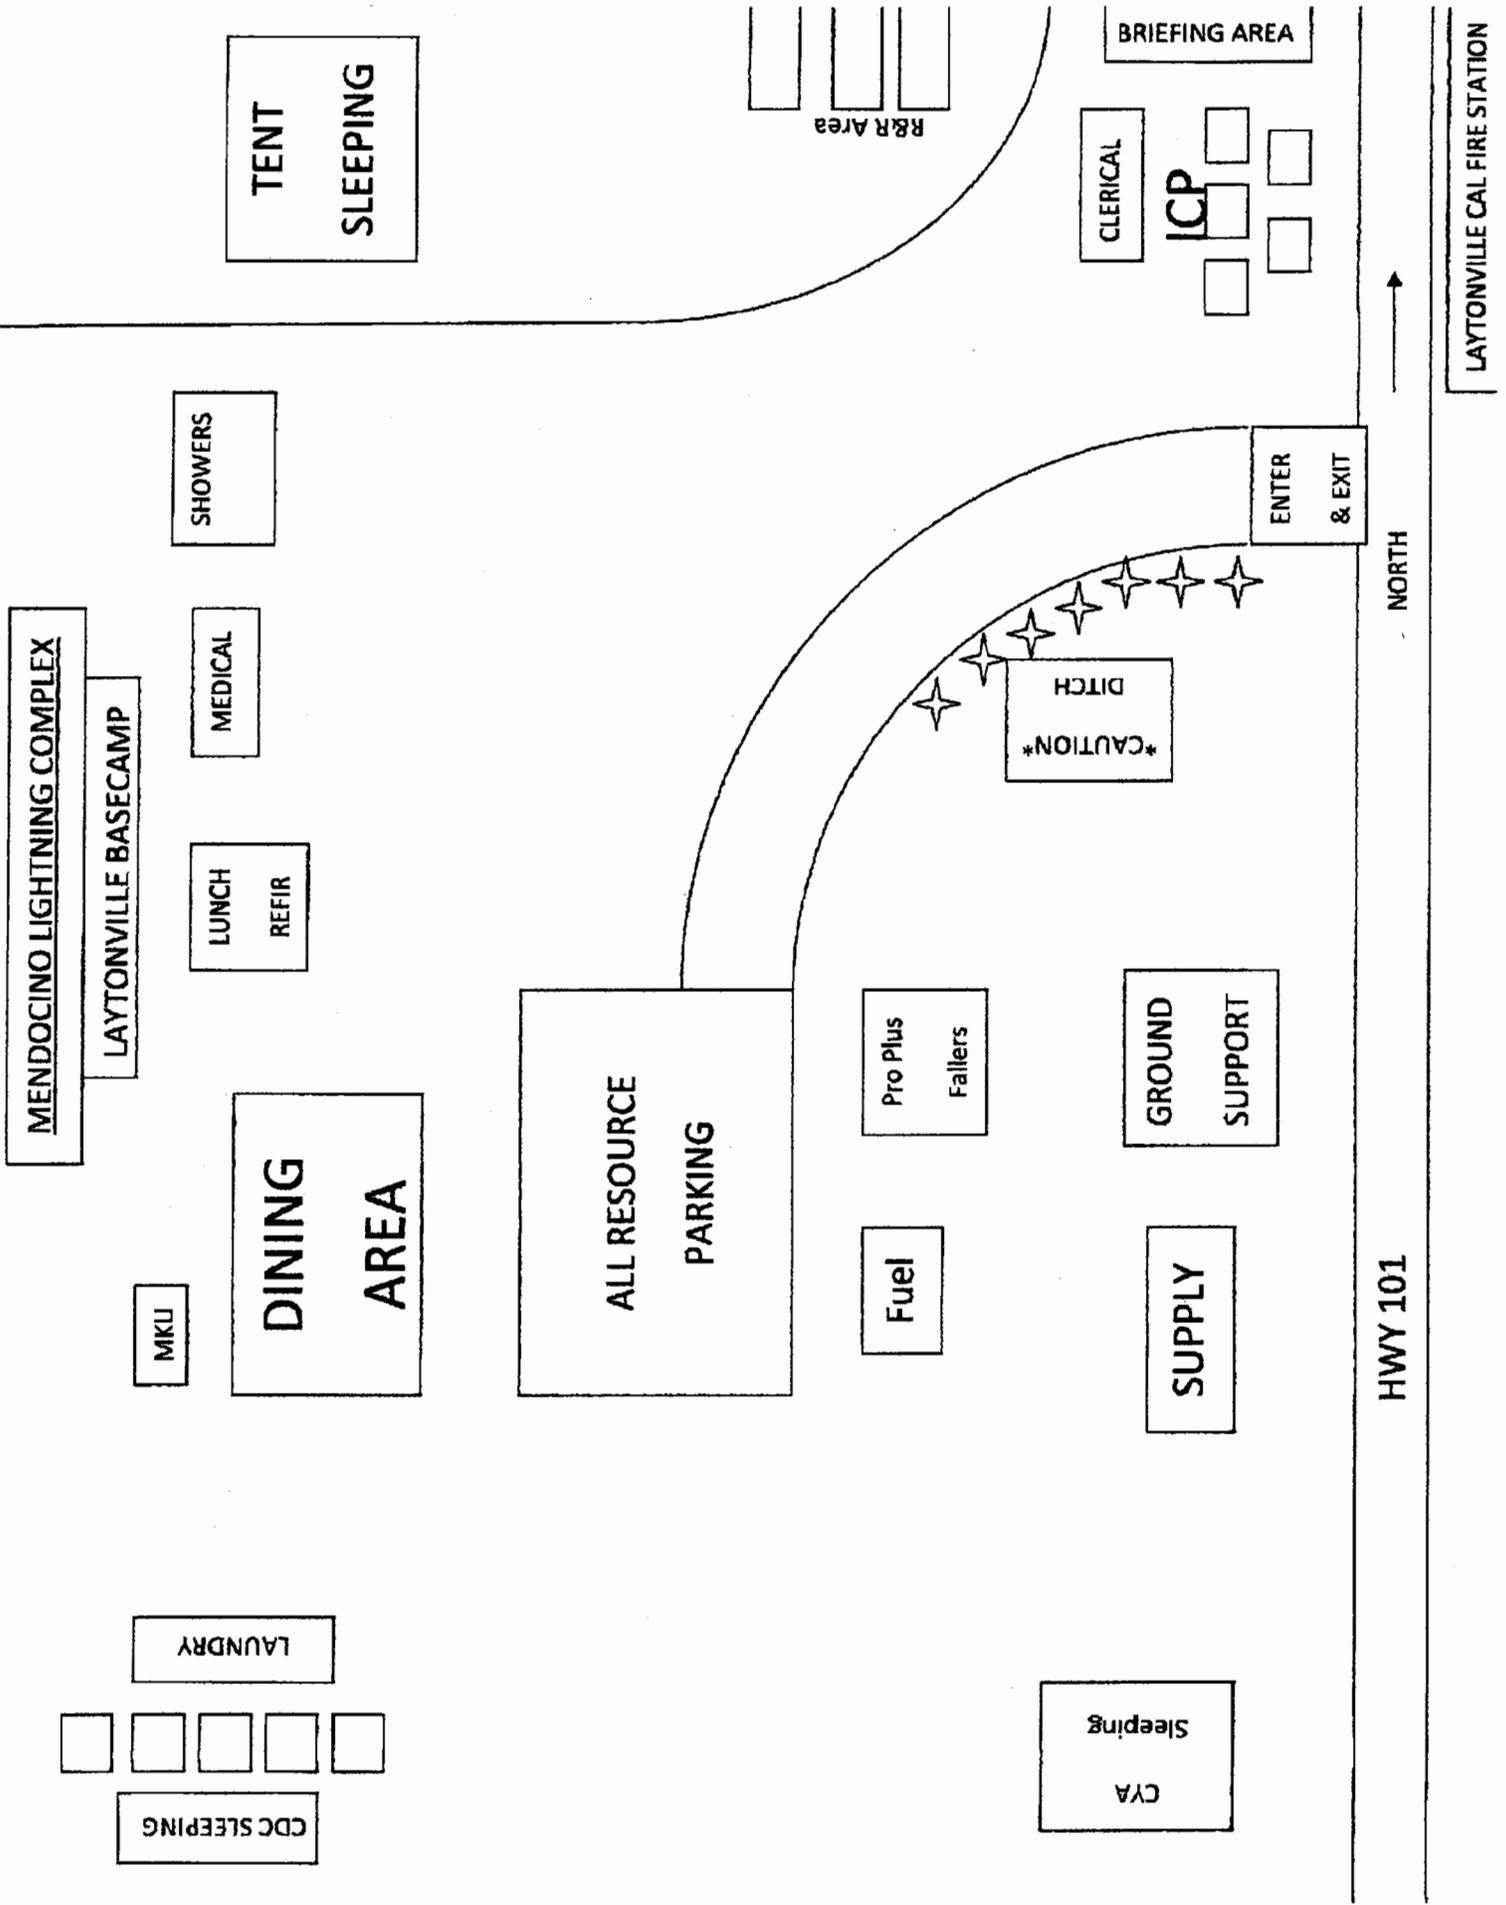 MENDOCINO LIGHTNING COMPLEX
LAYTONVILLE BASECAMP
TENT
SLEEPING
SHOWERS
MEDICAL
LUNCH
REFIR
MKU
DINING
AREA
LAUNDRY
CDC SLEEPING
ALL RESOURCE
PARKING
R&R Area
Pro Plus
Fallers
Fuel
*CAUTION*
DITCH
BRIEFING AREA
CLERICAL
ICP
ENTER
& EXIT
GROUND
SUPPORT
SUPPLY
CYA
Sleeping
NORTH
HWY 101
LAYTONVILLE CAL FIRE STATION